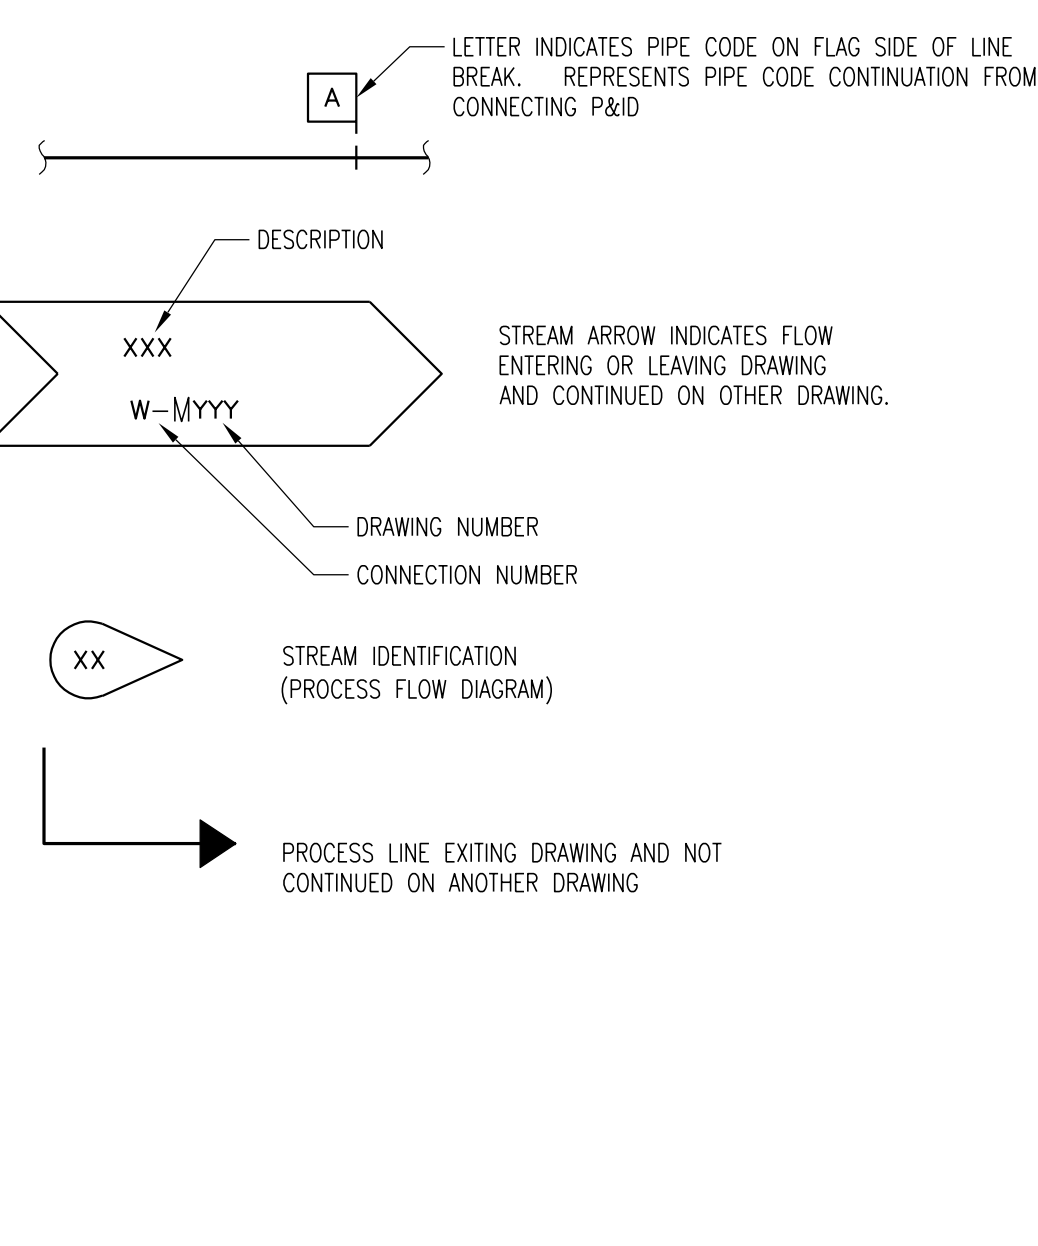 LETTER INDICATES PIPE CODE ON FLAG SIDE OF LINE
BREAK. REPRESENTS PIPE CODE CONTINUATION FROM
CONNECTING P&ID
A
DESCRIPTION
XXX
W-MYYY
STREAM ARROW INDICATES FLOW
ENTERING OR LEAVING DRAWING
AND CONTINUED ON OTHER DRAWING.
DRAWING NUMBER
CONNECTION NUMBER
XX
STREAM IDENTIFICATION
(PROCESS FLOW DIAGRAM)
PROCESS LINE EXITING DRAWING AND NOT
CONTINUED ON ANOTHER DRAWING